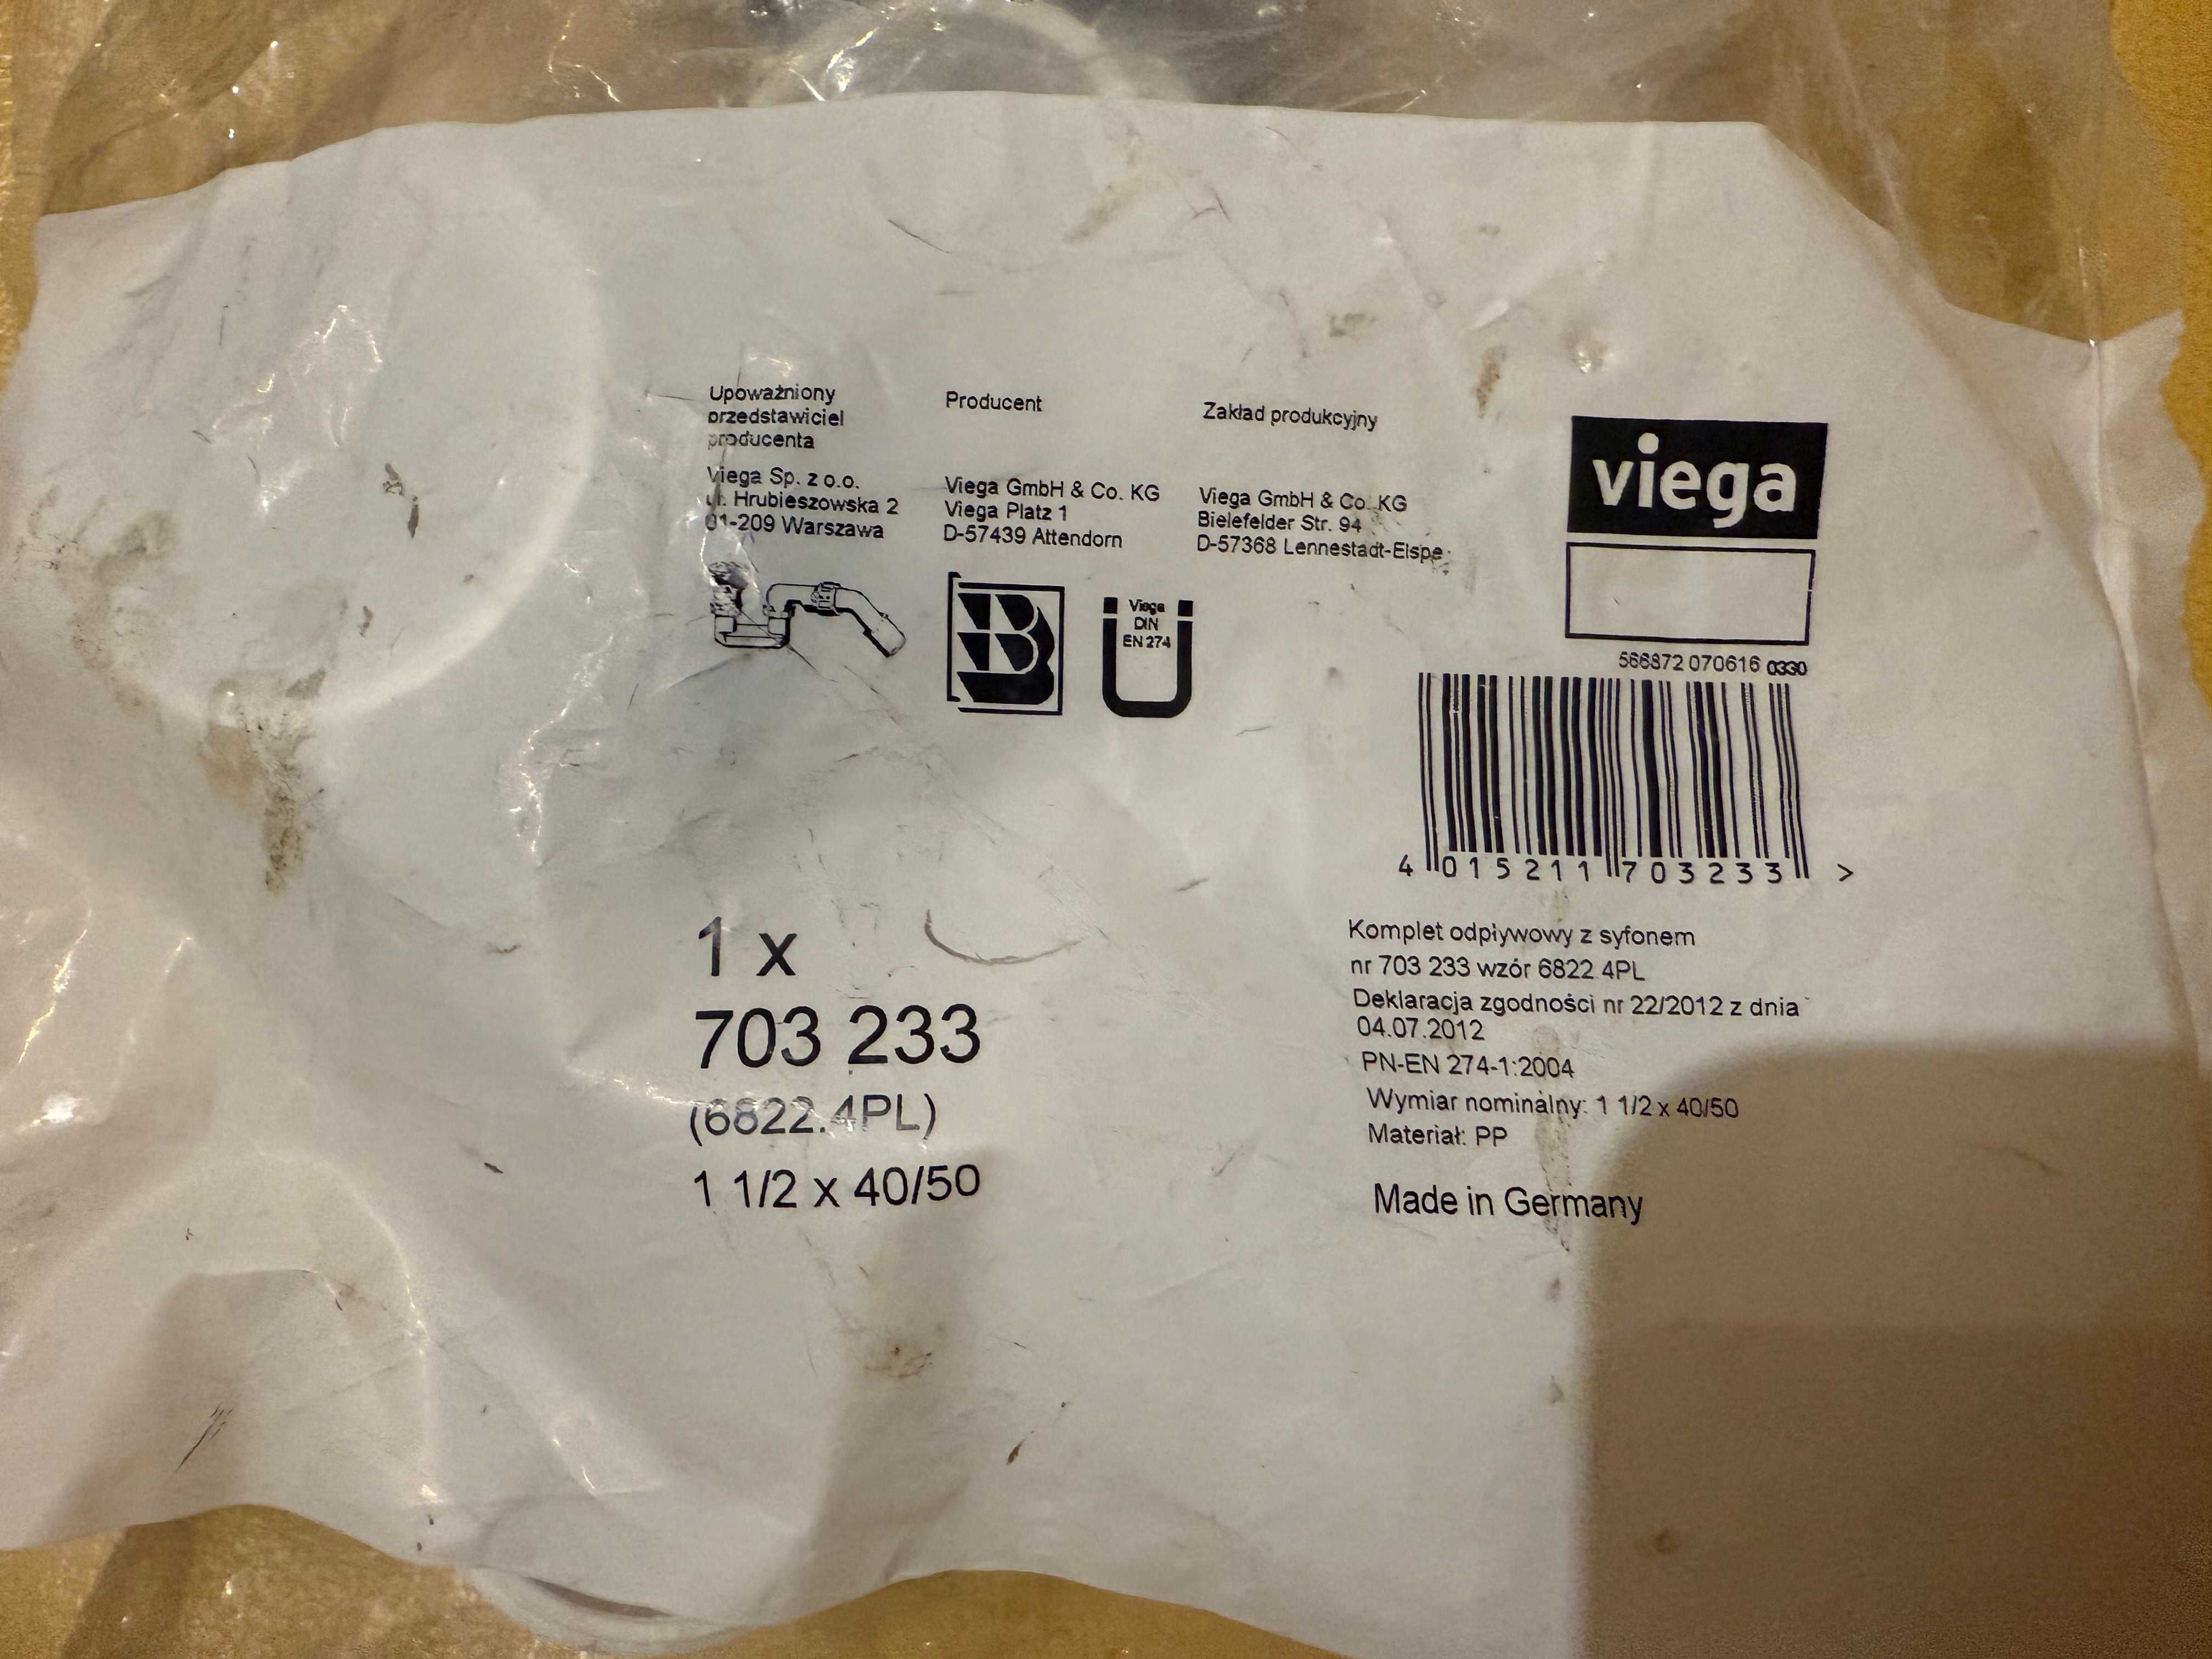 Upoważniony
przedstawiciel
producenta
Viega Sp. z o.o.
ul. Hrubieszowska 2
01-209 Warszawa
Producent
Viega GmbH & Co. KG
Viega Platz 1
D-57439 Attendorn
Zakład produkcyjny
Viega GmbH & Co. KG
Bielefelder Str. 94
D-57368 Lennestadt-Elspe
viega
Viega
DIN
EN 274
566872 070616 0330
4 015211 703233 >
1 x
703 233
(6822.4PL)
1 1/2 x 40/50
Komplet odpływowy z syfonem
nr 703 233 wzór 6822.4PL
Deklaracja zgodności nr 22/2012 z dnia
04.07.2012
PN-EN 274-1:2004
Wymiar nominalny: 1 1/2 x 40/50
Materiał: PP
Made in Germany